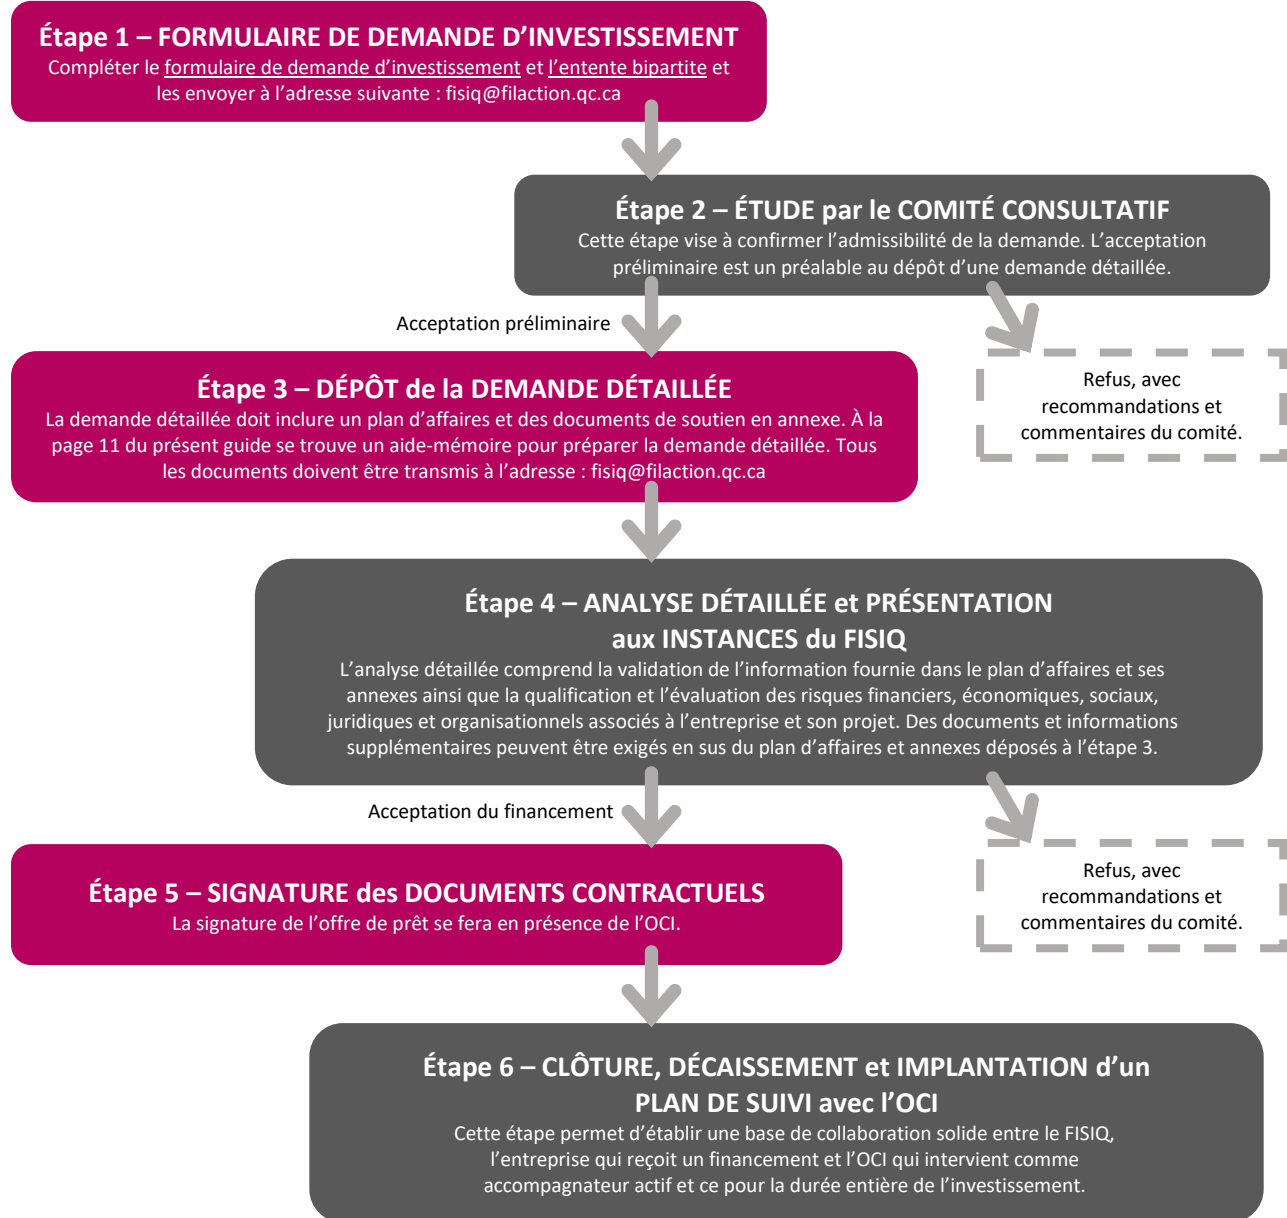 Étape 1 – FORMULAIRE DE DEMANDE D’INVESTISSEMENT
Compléter le formulaire de demande d’investissement et l’entente bipartite et
les envoyer à l’adresse suivante : fisiq@filaction.qc.ca
Étape 2 – ÉTUDE par le COMITÉ CONSULTATIF
Cette étape vise à confirmer l’admissibilité de la demande. L’acceptation
préliminaire est un préalable au dépôt d’une demande détaillée.
Acceptation préliminaire
Étape 3 – DÉPÔT de la DEMANDE DÉTAILLÉE
La demande détaillée doit inclure un plan d’affaires et des documents de soutien en annexe. À la
page 11 du présent guide se trouve un aide-mémoire pour préparer la demande détaillée. Tous
les documents doivent être transmis à l’adresse : fisiq@filaction.qc.ca
Refus, avec
recommandations et
commentaires du comité.
Étape 4 – ANALYSE DÉTAILLÉE et PRÉSENTATION
aux INSTANCES du FISIQ
L’analyse détaillée comprend la validation de l’information fournie dans le plan d’affaires et ses
annexes ainsi que la qualification et l’évaluation des risques financiers, économiques, sociaux,
juridiques et organisationnels associés à l’entreprise et son projet. Des documents et informations
supplémentaires peuvent être exigés en sus du plan d’affaires et annexes déposés à l’étape 3.
Acceptation du financement
Étape 5 – SIGNATURE des DOCUMENTS CONTRACTUELS
La signature de l’offre de prêt se fera en présence de l’OCI.
Refus, avec
recommandations et
commentaires du comité.
Étape 6 – CLÔTURE, DÉCAISSEMENT et IMPLANTATION d’un
PLAN DE SUIVI avec l’OCI
Cette étape permet d’établir une base de collaboration solide entre le FISIQ,
l’entreprise qui reçoit un financement et l’OCI qui intervient comme
accompagnateur actif et ce pour la durée entière de l’investissement.